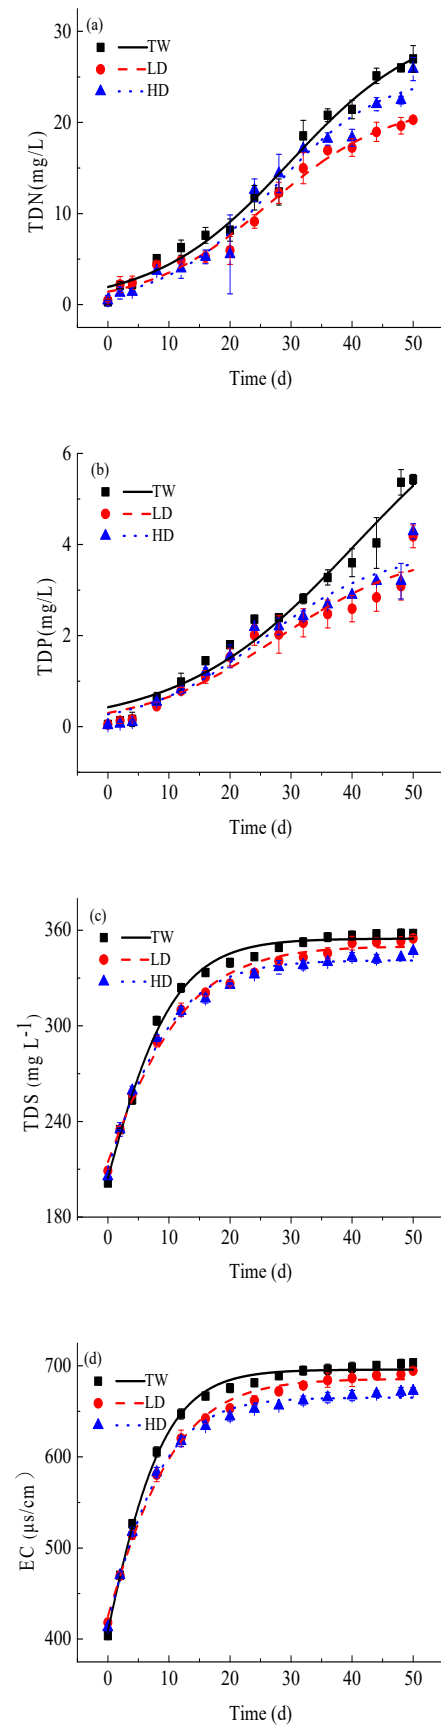 (a)
TW
LD
HD
30
20
10
0
TDN(mg/L)
0 10 20 30 40 50
Time (d)
(b)
TW
LD
HD
6
4
2
0
TDP(mg/L)
0 10 20 30 40 50
Time (d)
(c)
TW
LD
HD
360
300
240
180
TDS (mg L⁻¹)
0 10 20 30 40 50
Time (d)
(d)
TW
LD
HD
700
600
500
400
EC (μs/cm )
0 10 20 30 40 50
Time (d)